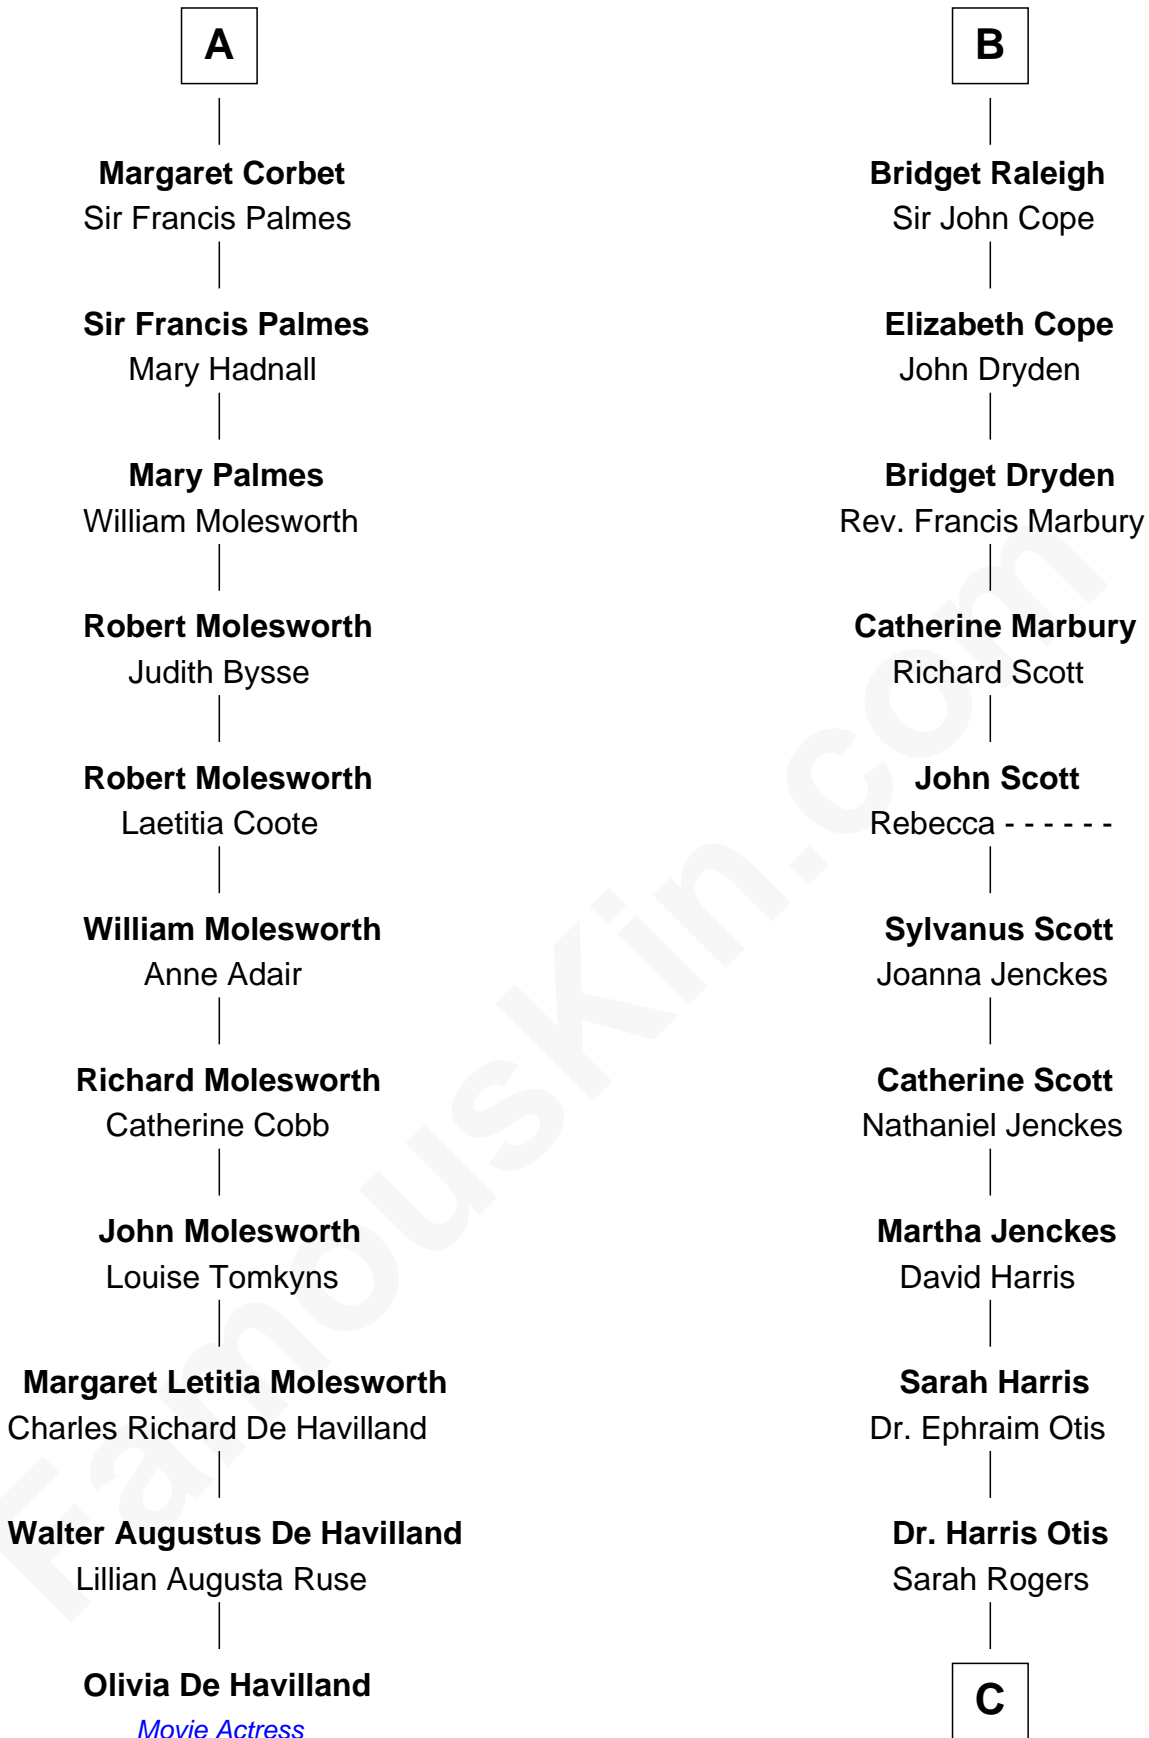 A
Margaret Corbet
Sir Francis Palmes
Sir Francis Palmes
Mary Hadnall
Mary Palmes
William Molesworth
Robert Molesworth
Judith Bysse
Robert Molesworth
Laetitia Coote
William Molesworth
Anne Adair
Richard Molesworth
Catherine Cobb
John Molesworth
Louise Tomkyns
Margaret Letitia Molesworth
Charles Richard De Havilland
Walter Augustus De Havilland
Lillian Augusta Ruse
Olivia De Havilland
Movie Actress
B
Bridget Raleigh
Sir John Cope
Elizabeth Cope
John Dryden
Bridget Dryden
Rev. Francis Marbury
Catherine Marbury
Richard Scott
John Scott
Rebecca - - - - - -
Sylvanus Scott
Joanna Jenckes
Catherine Scott
Nathaniel Jenckes
Martha Jenckes
David Harris
Sarah Harris
Dr. Ephraim Otis
Dr. Harris Otis
Sarah Rogers
C
FamousKin.com